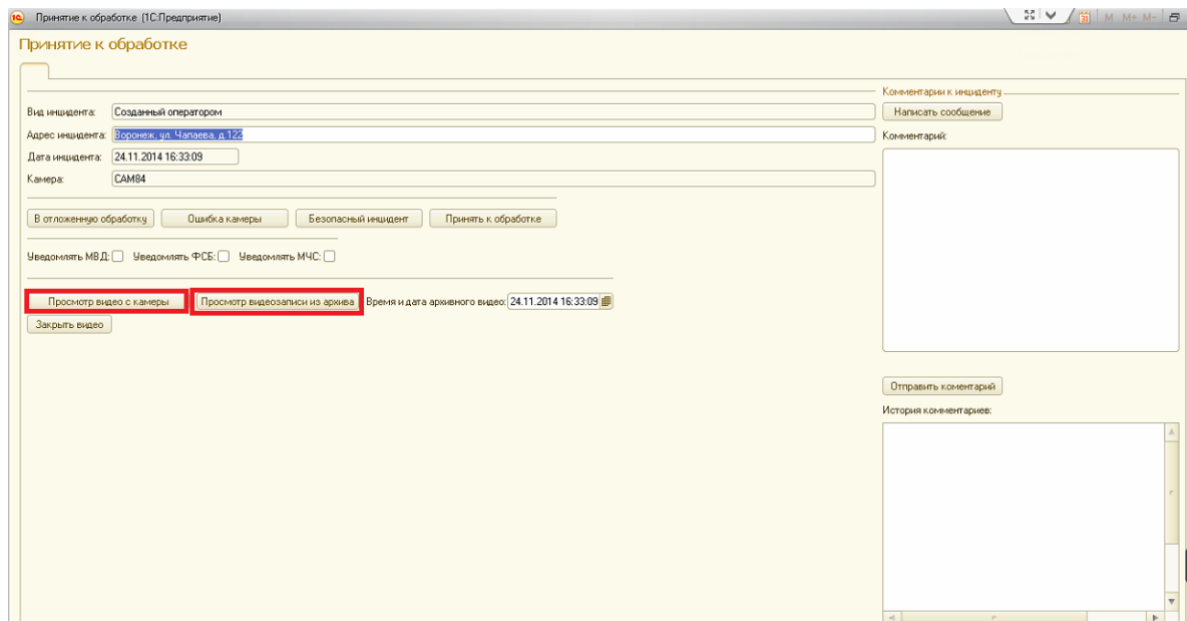 Принятие к обработке (1С:Предприятие)
M M+ M-
Принятие к обработке
Вид инцидента: Созданный оператором
Адрес инцидента: Воронеж, ул. Чапаева, д.122
Дата инцидента: 24.11.2014 16:33:09
Камера: CAM84
В отложенную обработку Ошибка камеры Безопасный инцидент Принять к обработке
Уведомлять МВД: Уведомлять ФСБ: Уведомлять МЧС:
Просмотр видео с камеры Просмотр видеозаписи из архива Время и дата архивного видео: 24.11.2014 16:33:09
Закрыть видео
Комментарии к инциденту
Написать сообщение
Комментарий:
Отправить коментарий
История комментариев: